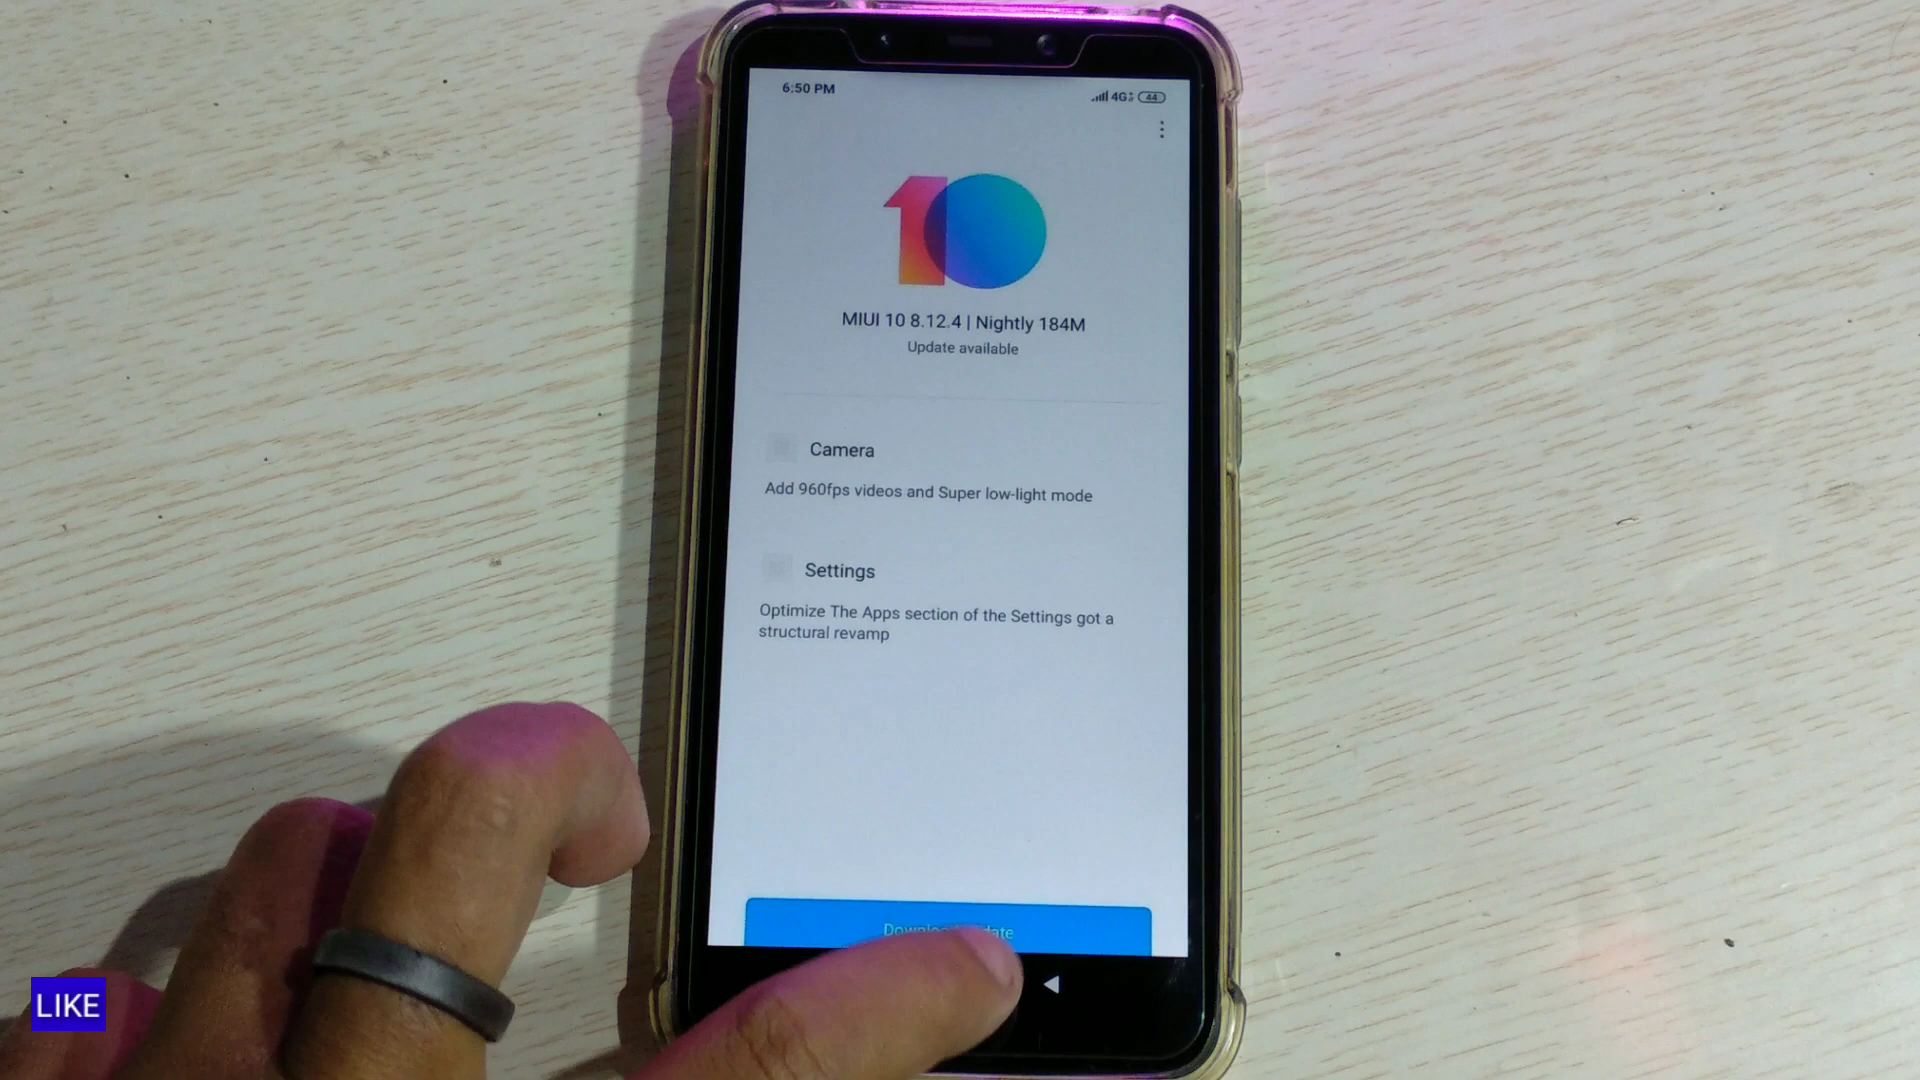 6:50 PM
4G
44
10
MIUI 10 8.12.4 | Nightly 184M
Update available
Camera
Add 960fps videos and Super low-light mode
Settings
Optimize The Apps section of the Settings got a
structural revamp
LIKE